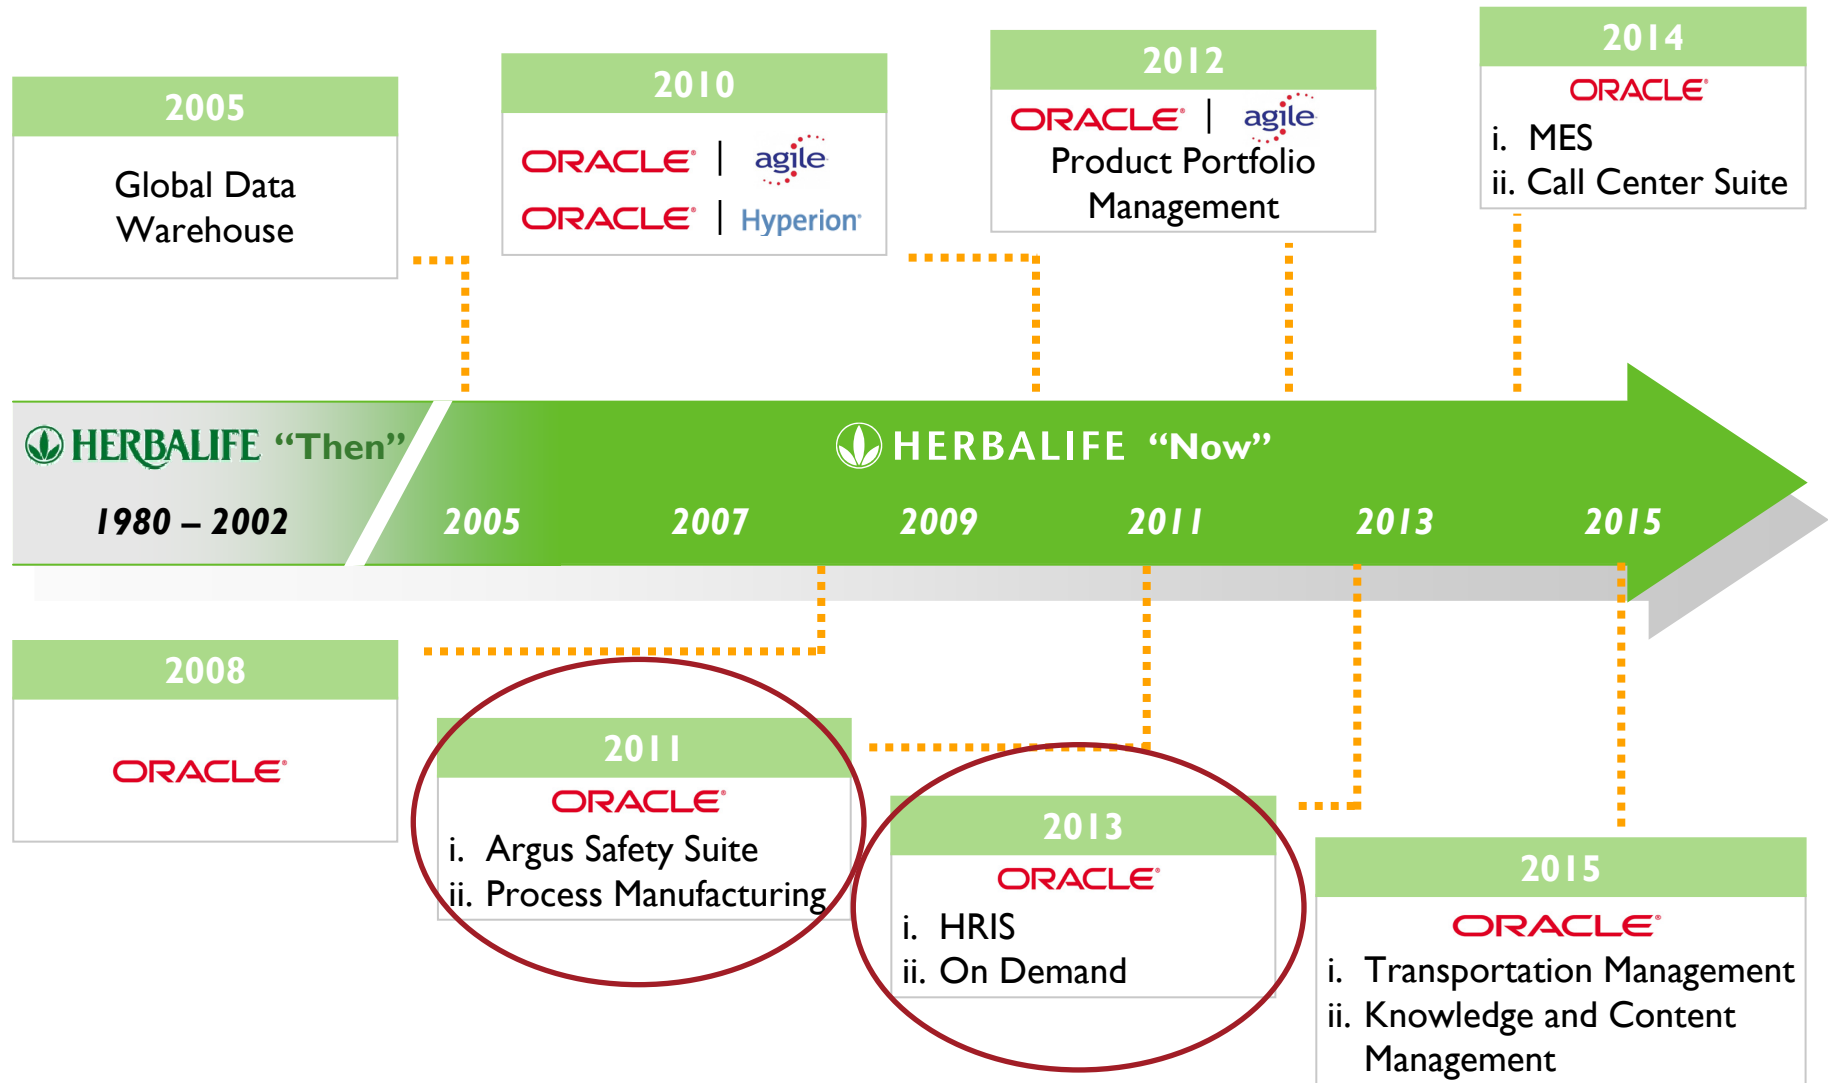 2005
Global Data
Warehouse
2010
ORACLE | agile
ORACLE | Hyperion
2012
ORACLE | agile
Product Portfolio
Management
2014
ORACLE
i. MES
ii. Call Center Suite
HERBALIFE “Then”
1980 – 2002
HERBALIFE “Now”
2005 2007 2009 2011 2013 2015
2008
ORACLE
2011
ORACLE
i. Argus Safety Suite
ii. Process Manufacturing
2013
ORACLE
i. HRIS
ii. On Demand
2015
ORACLE
i. Transportation Management
ii. Knowledge and Content
Management